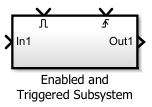 In1
Out1
Enabled and
Triggered Subsystem